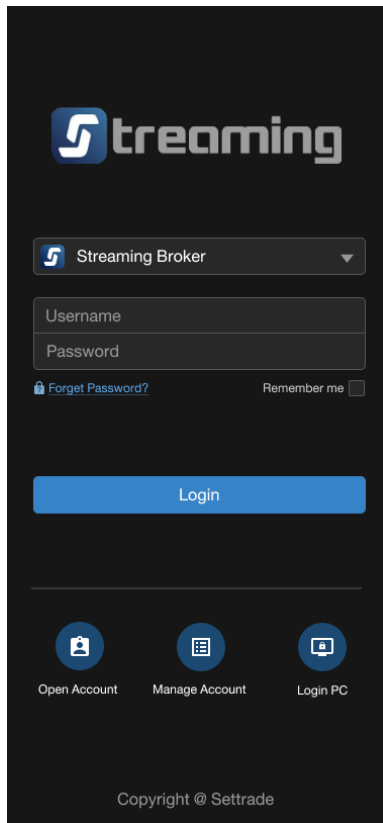 Streaming
Streaming Broker
Username
Password
Forget Password? Remember me
Login
Open Account Manage Account Login PC
Copyright @ Settrade